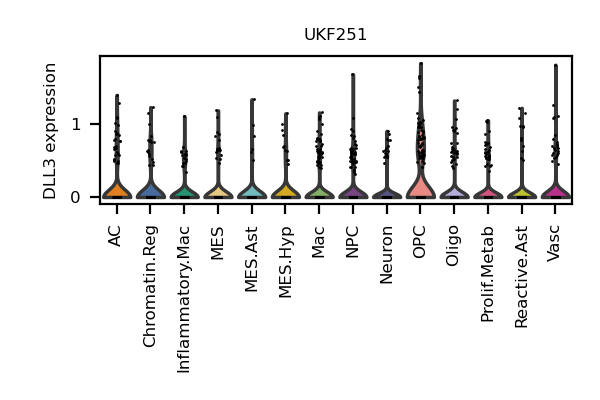 UKF251
DLL3 expression
1
0
AC
Chromatin.Reg
Inflammatory.Mac
MES
MES.Ast
MES.Hyp
Mac
NPC
Neuron
OPC
Oligo
Prolif.Metab
Reactive.Ast
Vasc